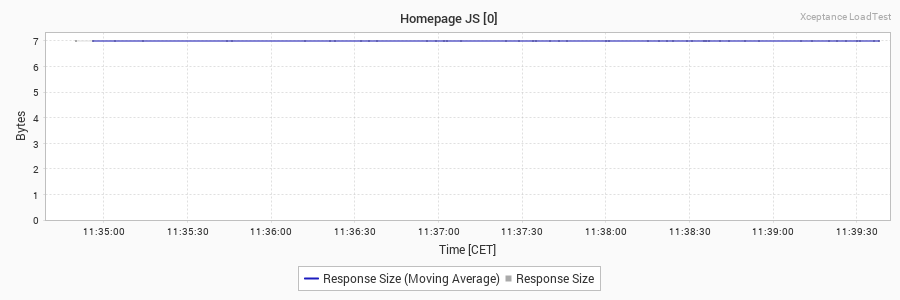 Homepage JS [0]
Xceptance LoadTest
7
6
5
4
3
2
1
0
Bytes
11:35:00 11:35:30 11:36:00 11:36:30 11:37:00 11:37:30 11:38:00 11:38:30 11:39:00 11:39:30
Time [CET]
Response Size (Moving Average) Response Size